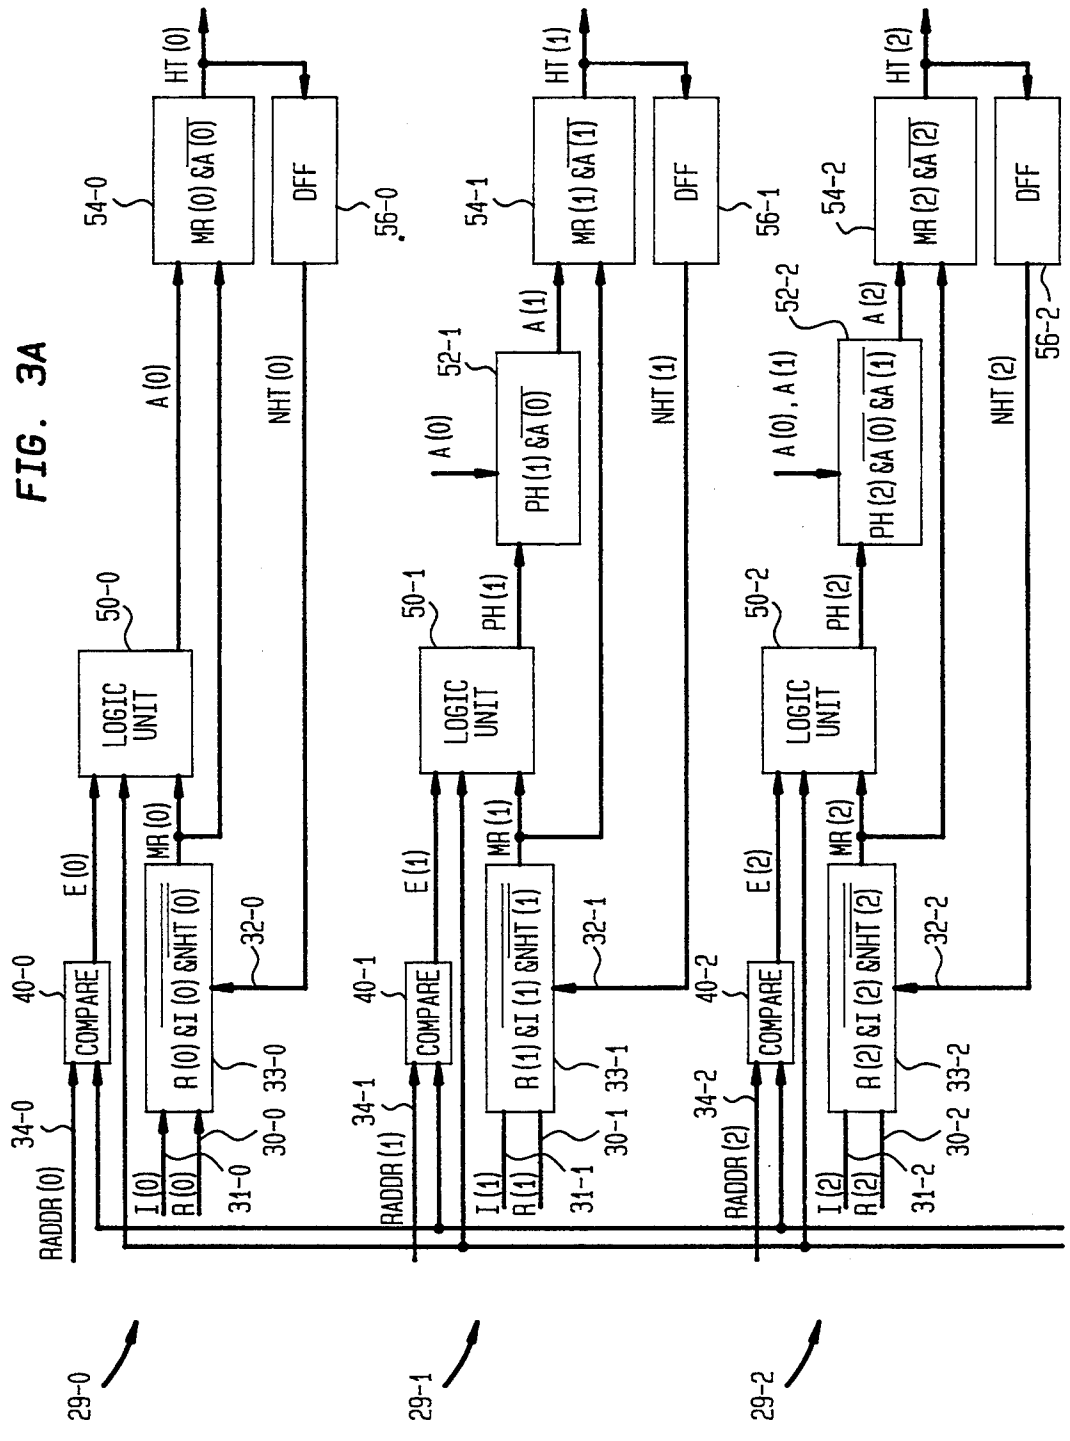 FIG. 3A
29-0
RADDR(0)
34-0
40-0
COMPARE
E(0)
I(0)
R(0)
31-0
30-0
33-0
R(0)&I(0)&NHT(0)
32-0
MR(0)
LOGIC
UNIT
50-0
A(0)
NHT(0)
54-0
MR(0)&A(0)
HT(0)
DFF
56-0
29-1
RADDR(1)
34-1
40-1
COMPARE
E(1)
I(1)
R(1)
31-1
30-1
33-1
R(1)&I(1)&NHT(1)
32-1
MR(1)
LOGIC
UNIT
50-1
PH(1)
A(0)
52-1
PH(1)&A(0)
A(1)
NHT(1)
54-1
MR(1)&A(1)
HT(1)
DFF
56-1
29-2
RADDR(2)
34-2
40-2
COMPARE
E(2)
I(2)
R(2)
31-2
30-2
33-2
R(2)&I(2)&NHT(2)
32-2
MR(2)
LOGIC
UNIT
50-2
PH(2)
A(0),A(1)
52-2
PH(2)&A(0)&A(1)
A(2)
NHT(2)
54-2
MR(2)&A(2)
HT(2)
DFF
56-2